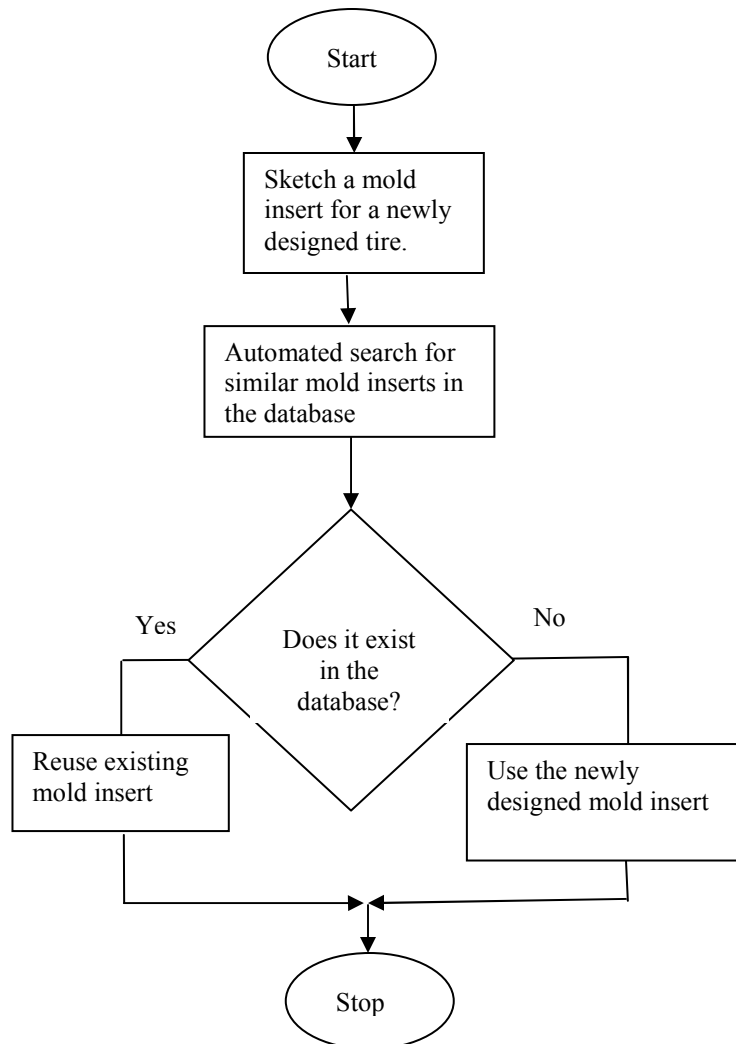 Start
Sketch a mold
insert for a newly
designed tire.
Automated search for
similar mold inserts in
the database
Yes
No
Does it exist
in the
database?
Reuse existing
mold insert
Use the newly
designed mold insert
Stop